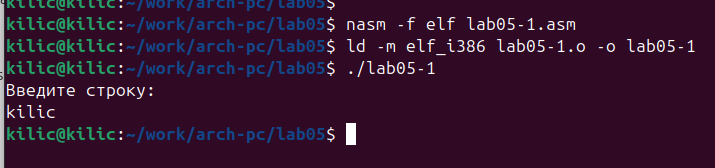 kilic@kilic:~/work/arch-pc/lab05$
kilic@kilic:~/work/arch-pc/lab05$ nasm -f elf lab05-1.asm
kilic@kilic:~/work/arch-pc/lab05$ ld -m elf_i386 lab05-1.o -o lab05-1
kilic@kilic:~/work/arch-pc/lab05$ ./lab05-1
Введите строку:
kilic
kilic@kilic:~/work/arch-pc/lab05$